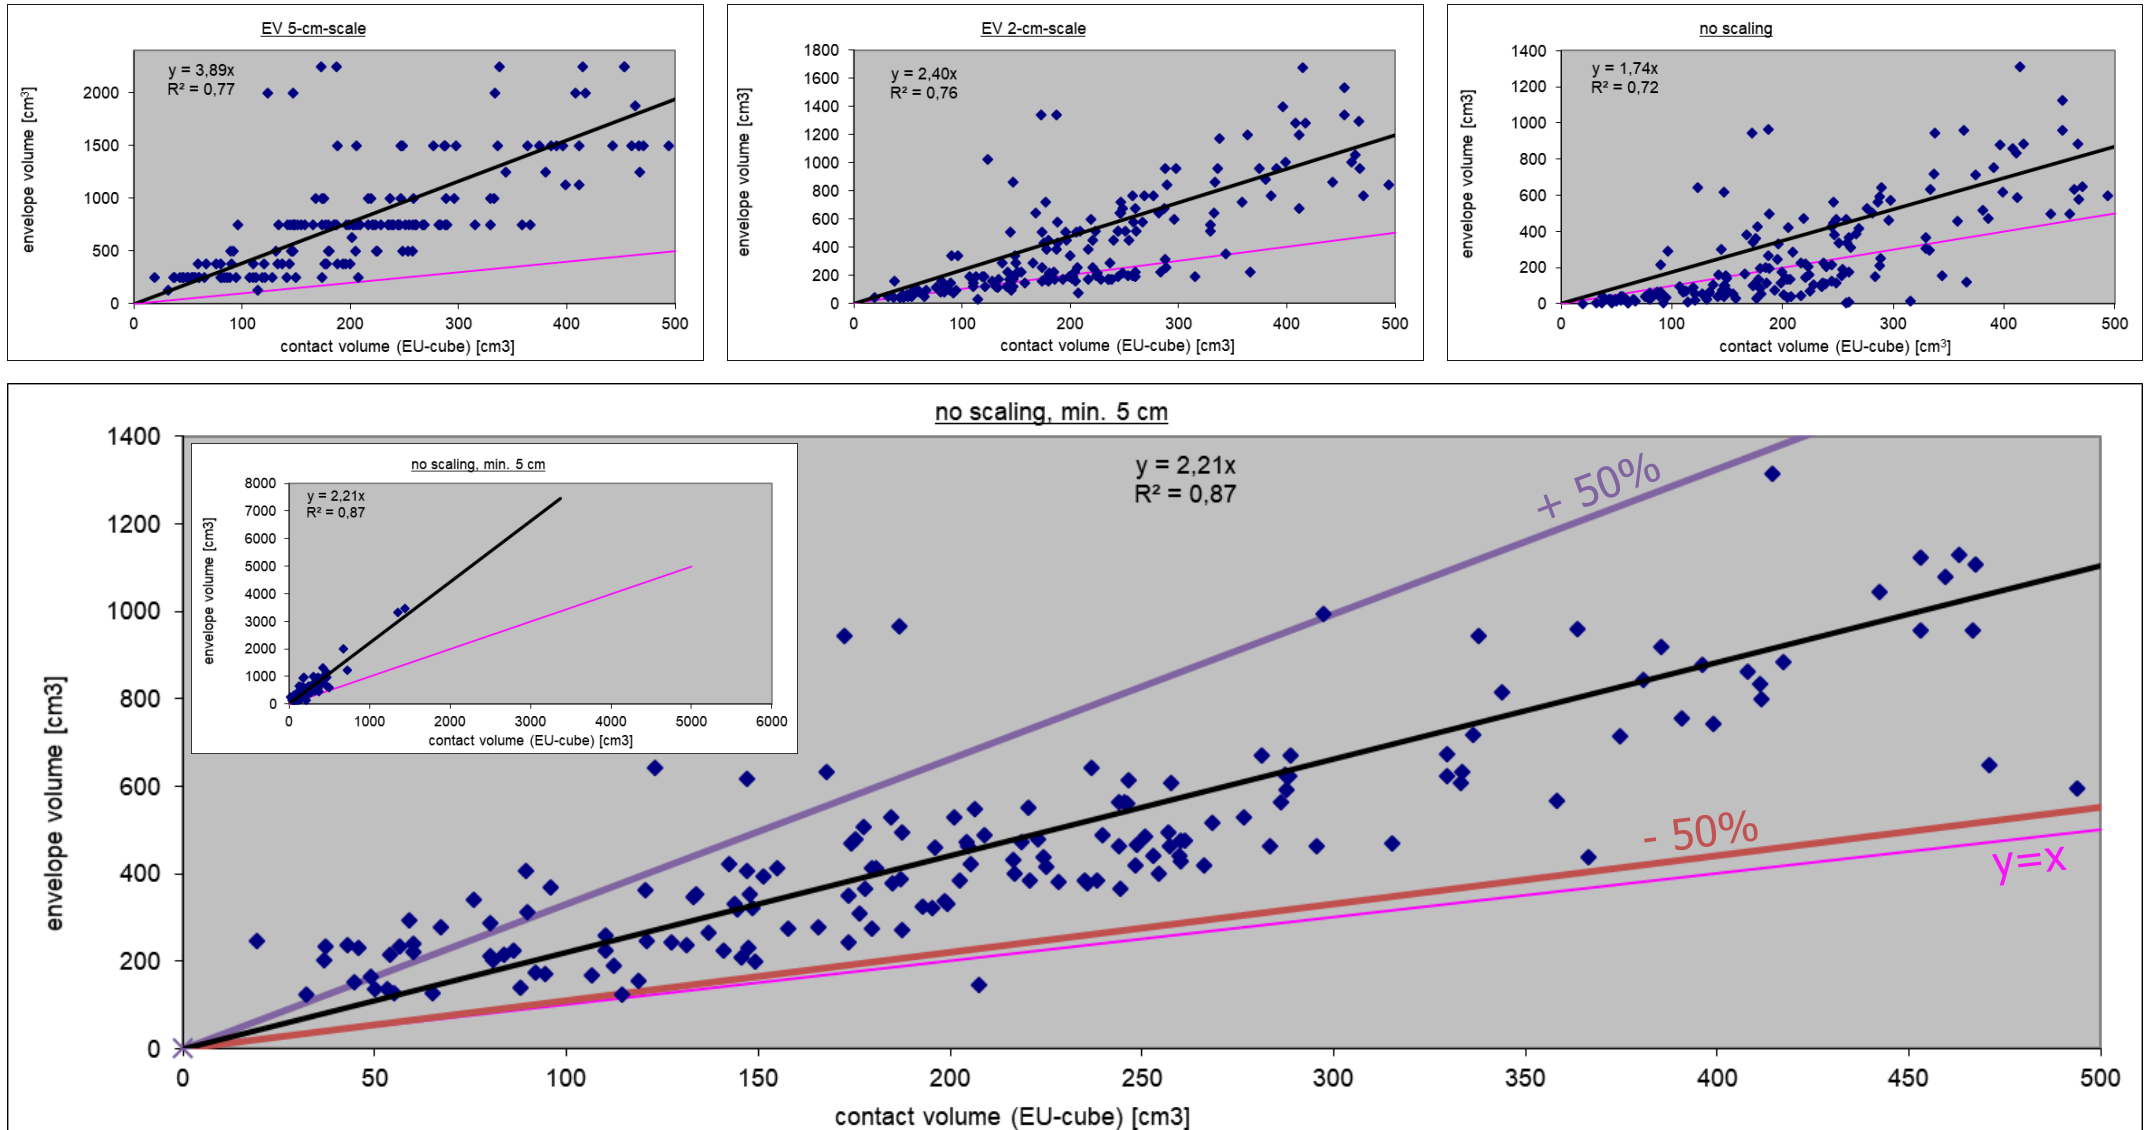 EV 5-cm-scale
y = 3,89x
R² = 0,77
envelope volume [cm³]
2000
1500
1000
500
0
0 100 200 300 400 500
contact volume (EU-cube) [cm3]
EV 2-cm-scale
y = 2,40x
R² = 0,76
envelope volume [cm3]
1800
1600
1400
1200
1000
800
600
400
200
0
0 100 200 300 400 500
contact volume (EU-cube) [cm3]
no scaling
y = 1,74x
R² = 0,72
envelope volume [cm3]
1400
1200
1000
800
600
400
200
0
0 100 200 300 400 500
contact volume (EU-cube) [cm³]
no scaling, min. 5 cm
y = 2,21x
R² = 0,87
+ 50%
- 50%
y=x
envelope volume [cm3]
1400
1200
1000
800
600
400
200
0
0 50 100 150 200 250 300 350 400 450 500
contact volume (EU-cube) [cm3]
no scaling, min. 5 cm
y = 2,21x
R² = 0,87
envelope volume [cm3]
8000
7000
6000
5000
4000
3000
2000
1000
0
0 1000 2000 3000 4000 5000 6000
contact volume (EU-cube) [cm3]